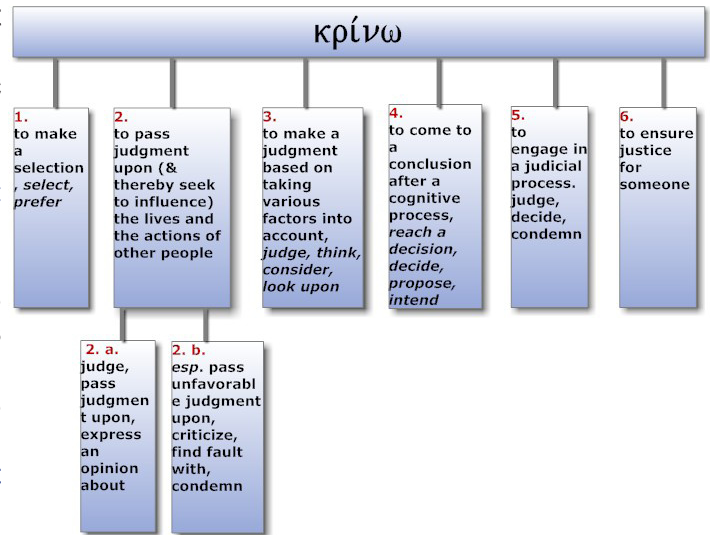 κρίνω
1.
to make
a
selection
, select,
prefer
2.
to pass
judgment
upon (&
thereby seek
to influence)
the lives and
the actions of
other people
3.
to make a
judgment
based on
taking
various
factors into
account,
judge, think,
consider,
look upon
4.
to come to
a
conclusion
after a
cognitive
process,
reach a
decision,
decide,
propose,
intend
5.
to
engage in
a judicial
process.
judge,
decide,
condemn
6.
to ensure
justice
for
someone
2. a.
judge,
pass
judgmen
t upon,
express
an
opinion
about
2. b.
esp. pass
unfavorabl
e judgment
upon,
criticize,
find fault
with,
condemn